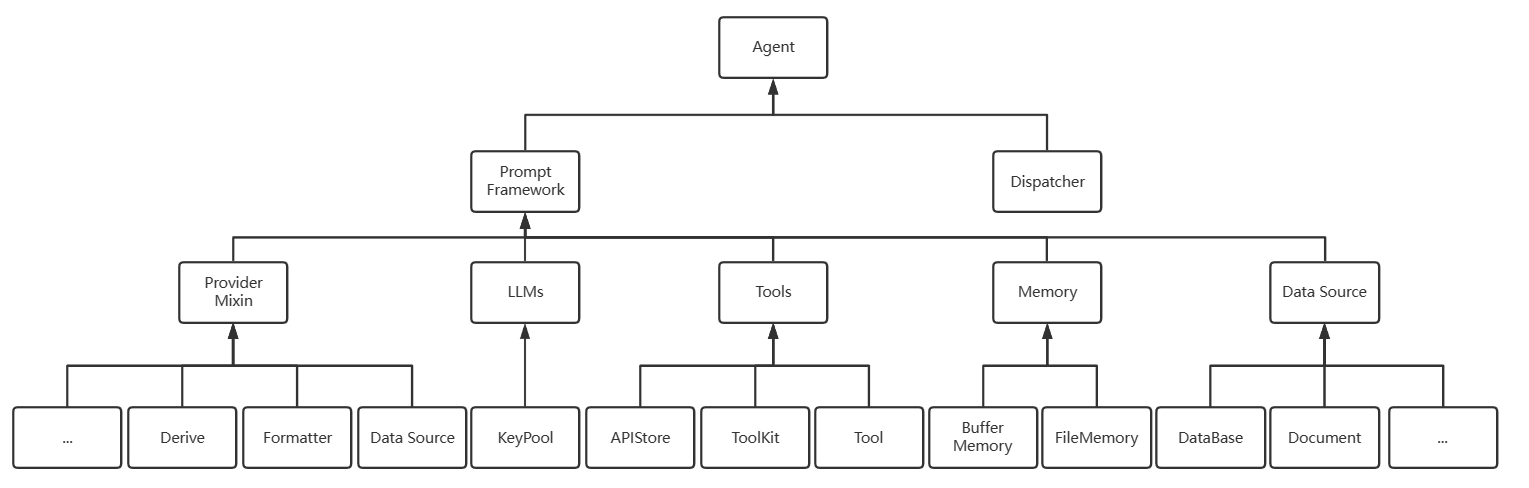 Agent
Prompt
Framework
Dispatcher
Provider
Mixin
LLMs
Tools
Memory
Data Source
...
Derive
Formatter
Data Source
KeyPool
APIStore
ToolKit
Tool
Buffer
Memory
FileMemory
DataBase
Document
...